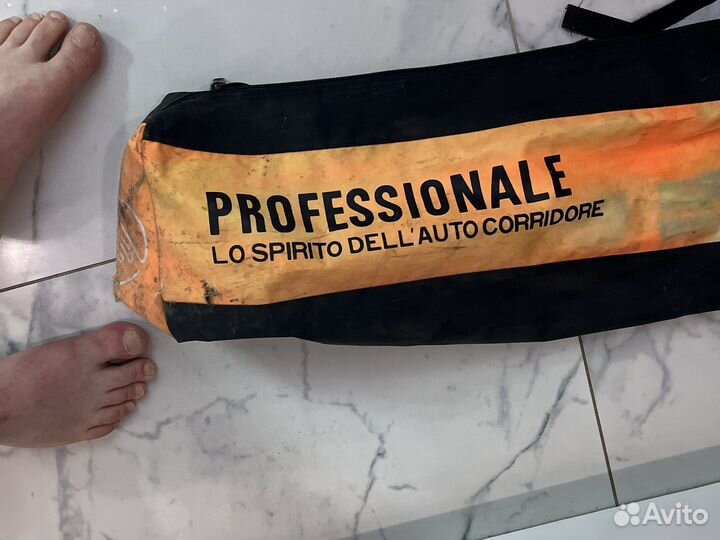 PROFESSIONALE
LO SPIRITO DELL'AUTO CORRIDORE
Avito